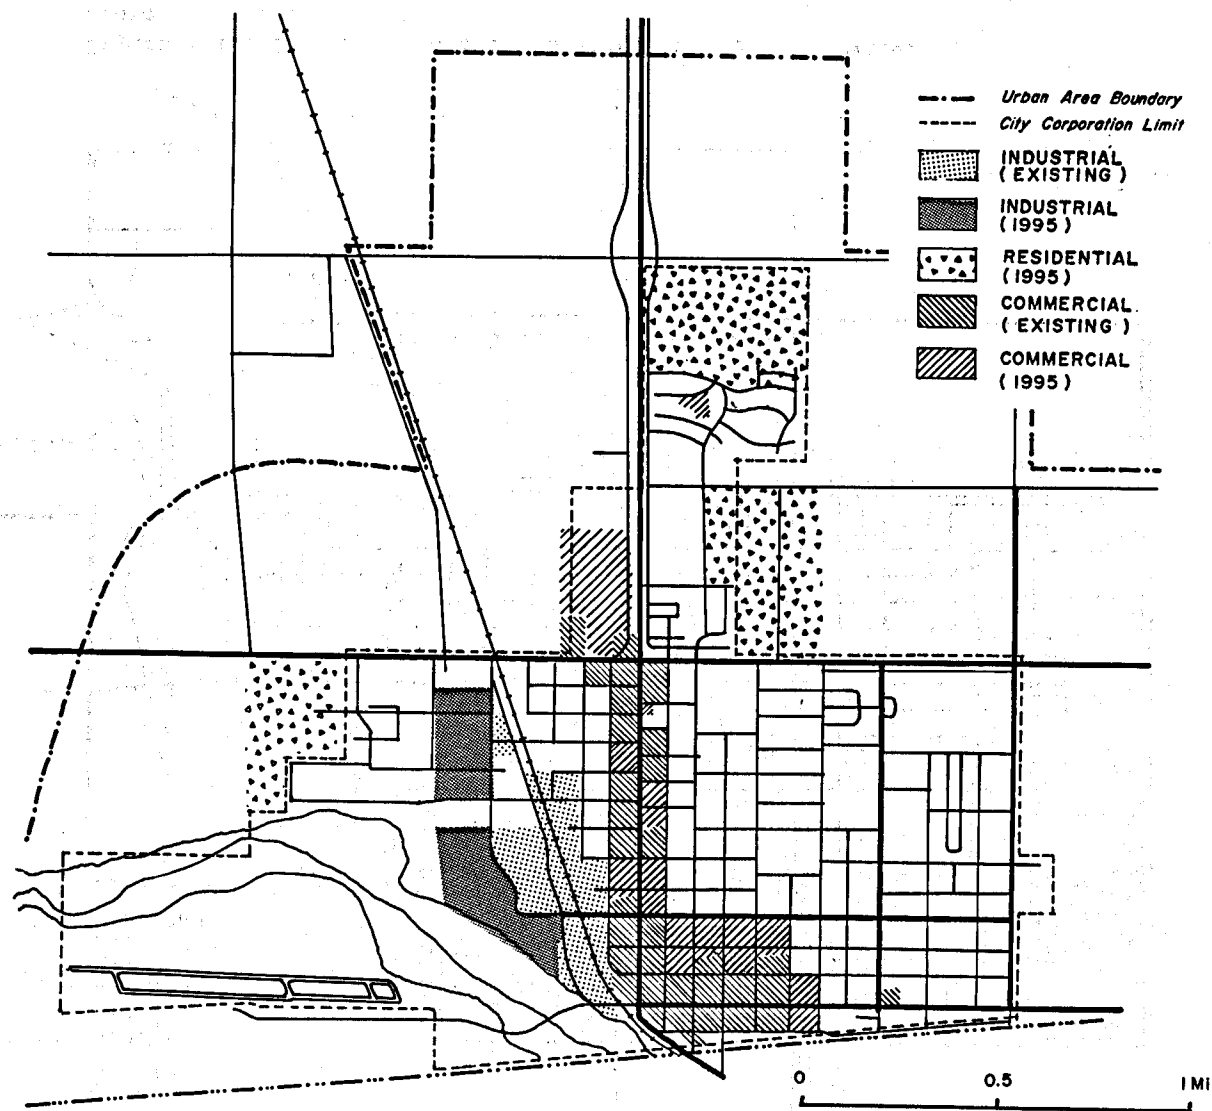 Urban Area Boundary
City Corporation Limit
INDUSTRIAL
( EXISTING )
INDUSTRIAL
(1995)
RESIDENTIAL
(1995)
COMMERCIAL
( EXISTING )
COMMERCIAL
(1995)
0 0.5 1 MI